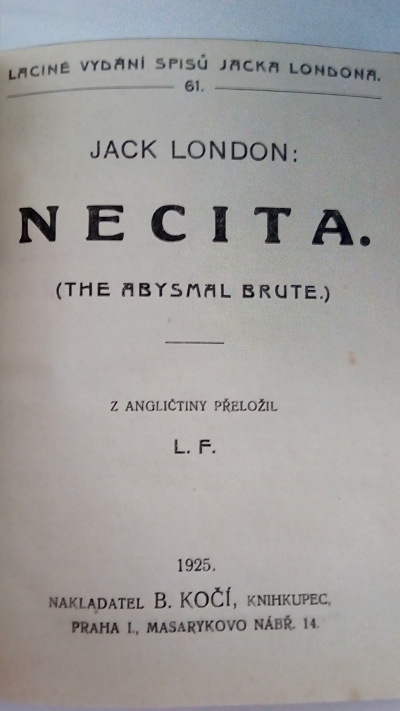 LACINÉ VYDÁNÍ SPISŮ JACKA LONDONA.
61.
JACK LONDON:
NECITA.
(THE ABYSMAL BRUTE.)
Z ANGLIČTINY PŘELOŽIL
L. F.
1925.
NAKLADATEL B. KOČÍ, KNIHKUPEC,
PRAHA I., MASARYKOVO NÁBŘ. 14.